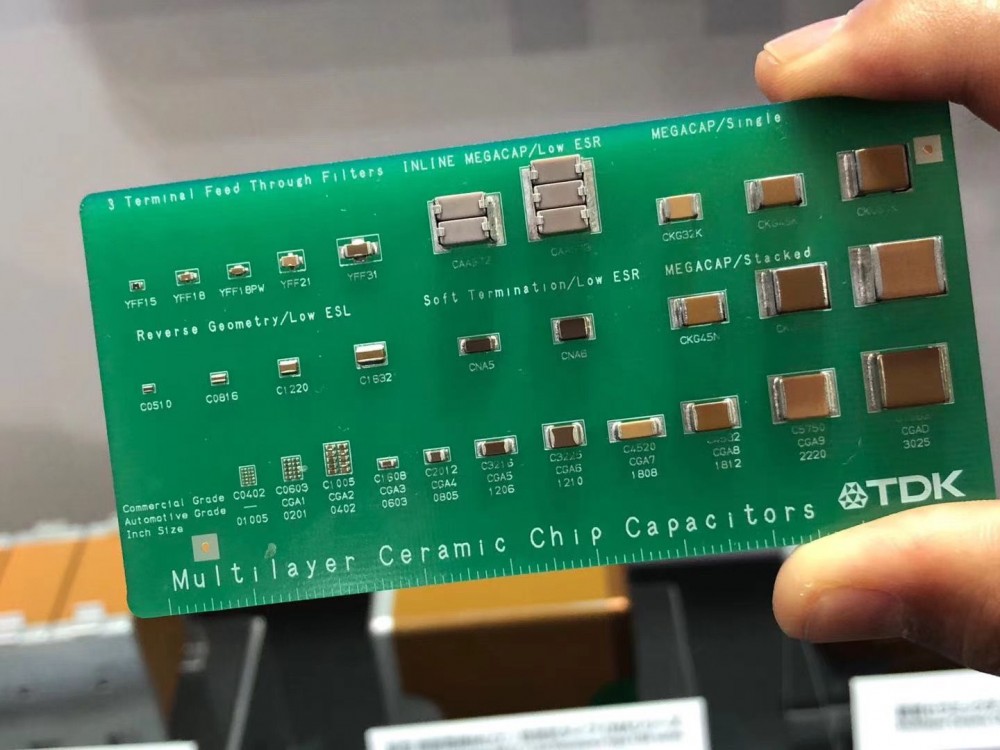 3 Terminal Feed Through Filters
INLINE MEGACAP/Low ESR
MEGACAP/Single
YFF15
YFF18
YFF18PW
YFF21
YFF31
CKG32K
CKG45K
Reverse Geometry/Low ESL
Soft Termination/Low ESR
MEGACAP/Stacked
C0510
C0816
C1220
C1632
CNA5
CNA6
CKG45N
Commercial Grade
Automotive Grade
Inch Size
C0402
—
01005
C0603
CGA1
0201
C1005
CGA2
0402
C1608
CGA3
0603
C2012
CGA4
0805
C3216
CGA5
1206
C3225
CGA6
1210
C4520
CGA7
1808
C4532
CGA8
1812
C5750
CGA9
2220
CGAD
3025
TDK
Multilayer Ceramic Chip Capacitors